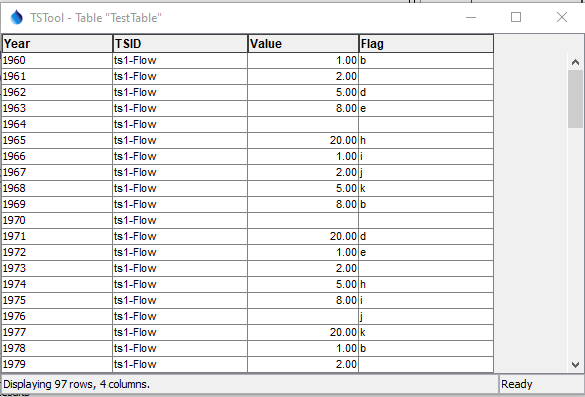 TSTool - Table "TestTable"
Year TSID Value Flag
1960 ts1-Flow 1.00 b
1961 ts1-Flow 2.00
1962 ts1-Flow 5.00 d
1963 ts1-Flow 8.00 e
1964 ts1-Flow
1965 ts1-Flow 20.00 h
1966 ts1-Flow 1.00 i
1967 ts1-Flow 2.00 j
1968 ts1-Flow 5.00 k
1969 ts1-Flow 8.00 b
1970 ts1-Flow
1971 ts1-Flow 20.00 d
1972 ts1-Flow 1.00 e
1973 ts1-Flow 2.00
1974 ts1-Flow 5.00 h
1975 ts1-Flow 8.00 i
1976 ts1-Flow j
1977 ts1-Flow 20.00 k
1978 ts1-Flow 1.00 b
1979 ts1-Flow 2.00
Displaying 97 rows, 4 columns. Ready